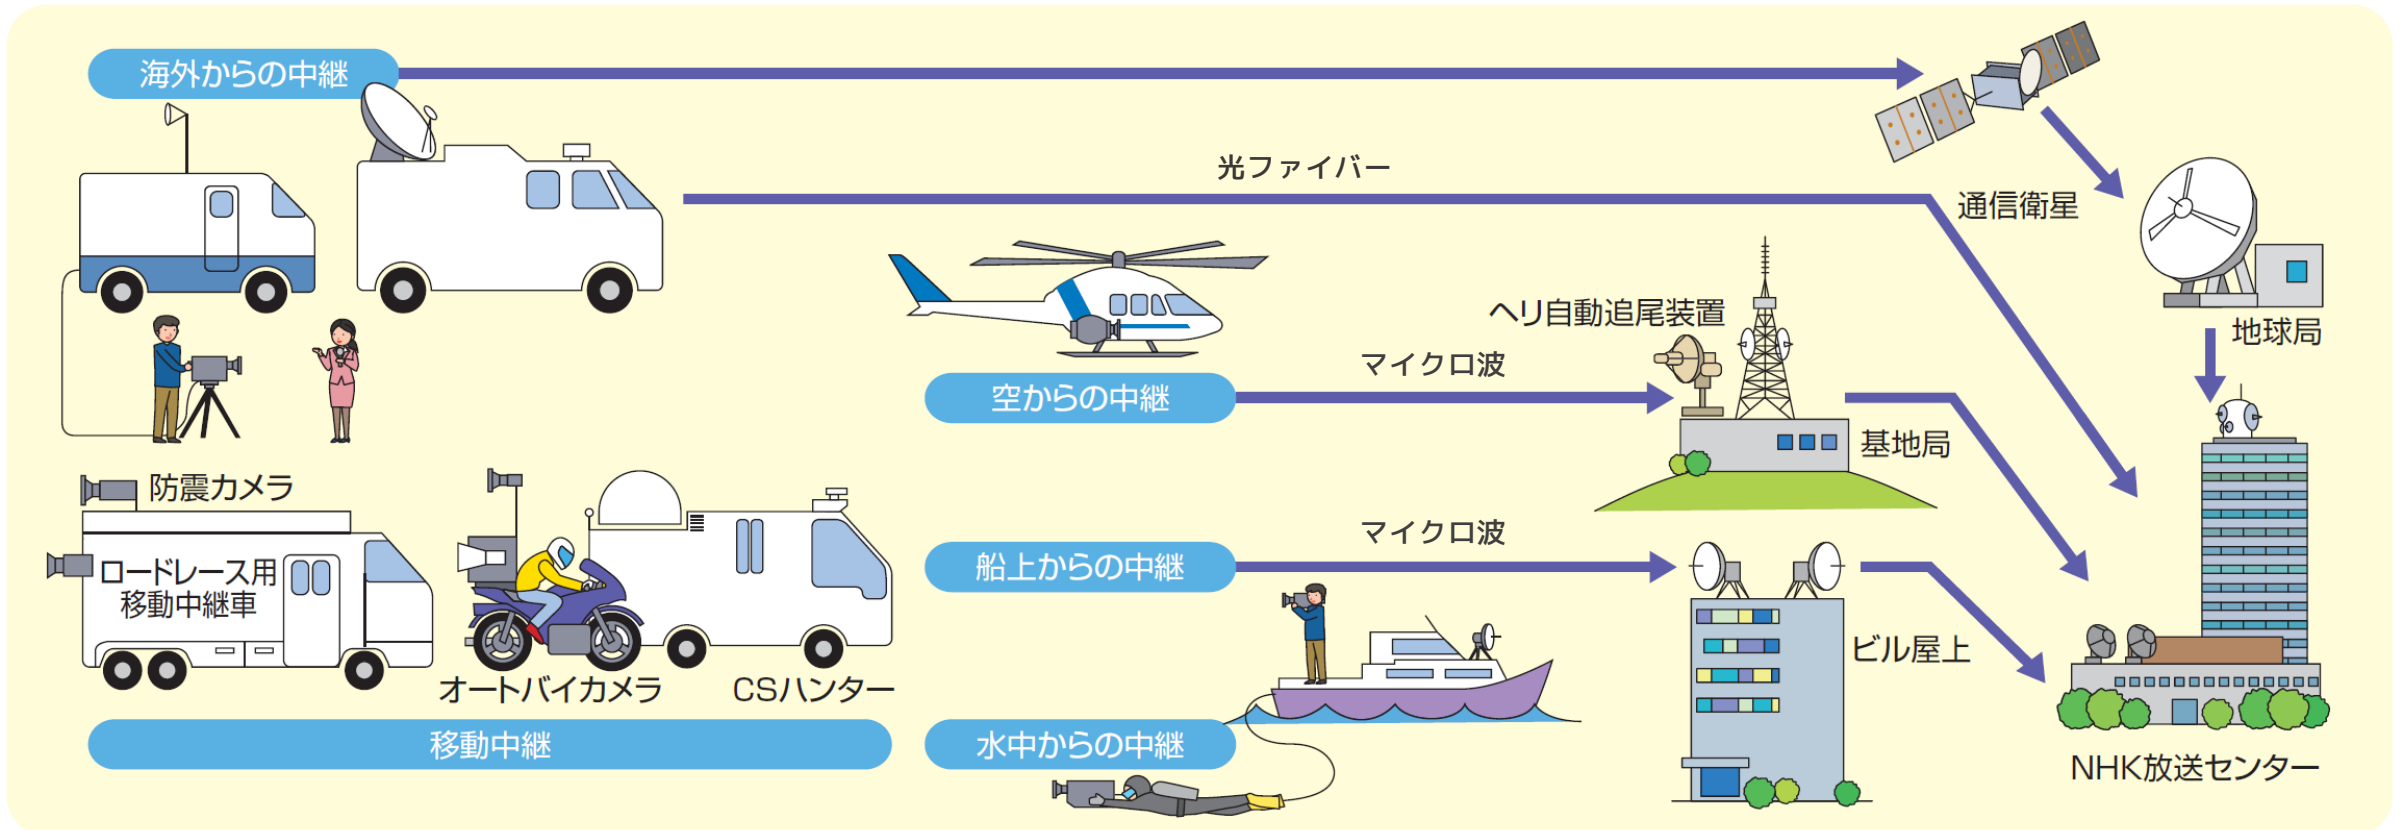 海外からの中継
光ファイバー
通信衛星
地球局
ヘリ自動追尾装置
マイクロ波
空からの中継
基地局
防震カメラ
ロードレース用
移動中継車
オートバイカメラ
CSハンター
移動中継
マイクロ波
船上からの中継
ビル屋上
水中からの中継
NHK放送センター